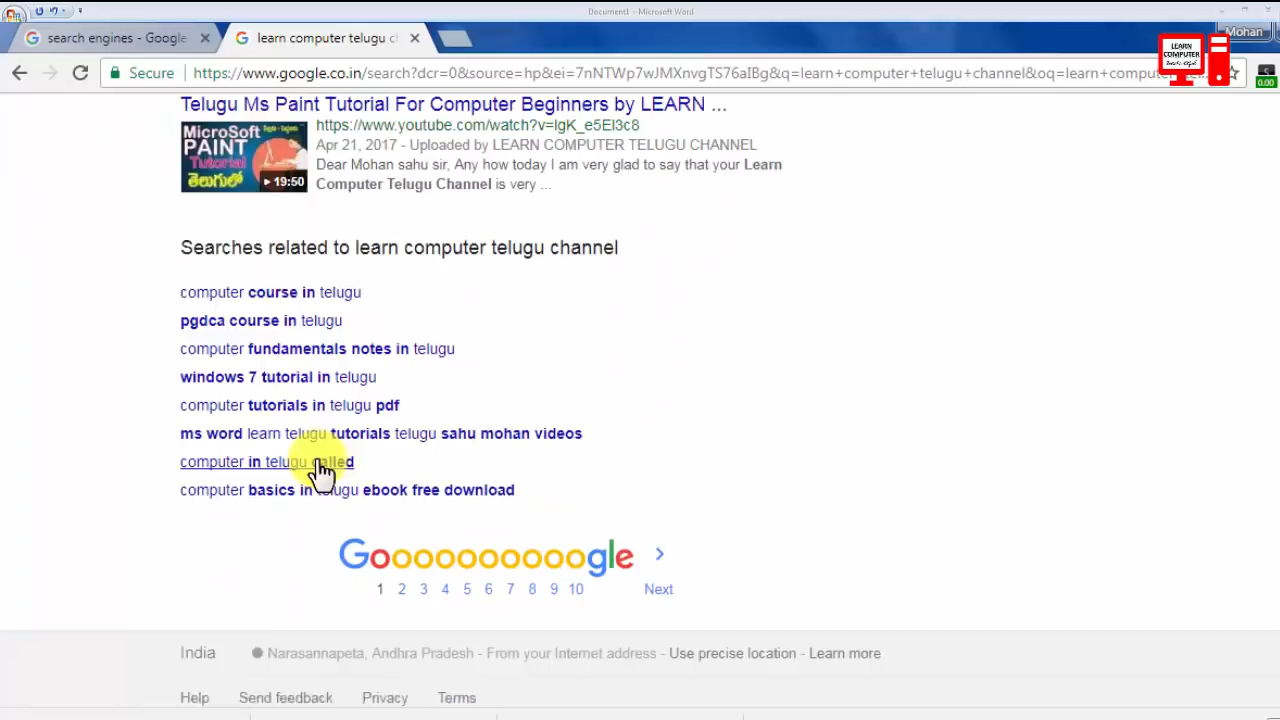 Document1 - Microsoft Word
search engines - Google
learn computer telugu c
Mohan
LEARN
COMPUTER
Secure
https://www.google.co.in/search?dcr=0&source=hp&ei=7nNTWp7wJMXnvgTS76aIBg&q=learn+computer+telugu+channel&oq=learn+compute
0.00
Telugu Ms Paint Tutorial For Computer Beginners by LEARN ...
https://www.youtube.com/watch?v=lgK_e5El3c8
Apr 21, 2017 - Uploaded by LEARN COMPUTER TELUGU CHANNEL
Dear Mohan sahu sir, Any how today I am very glad to say that your Learn
Computer Telugu Channel is very ...
MicroSoft
PAINT
Tutorial
తెలుగులో
19:50
Searches related to learn computer telugu channel
computer course in telugu
pgdca course in telugu
computer fundamentals notes in telugu
windows 7 tutorial in telugu
computer tutorials in telugu pdf
ms word learn telugu tutorials telugu sahu mohan videos
computer in telugu called
computer basics in telugu ebook free download
Gooooooooooogle
1 2 3 4 5 6 7 8 9 10 Next
India Narasannapeta, Andhra Pradesh - From your Internet address - Use precise location - Learn more
Help Send feedback Privacy Terms